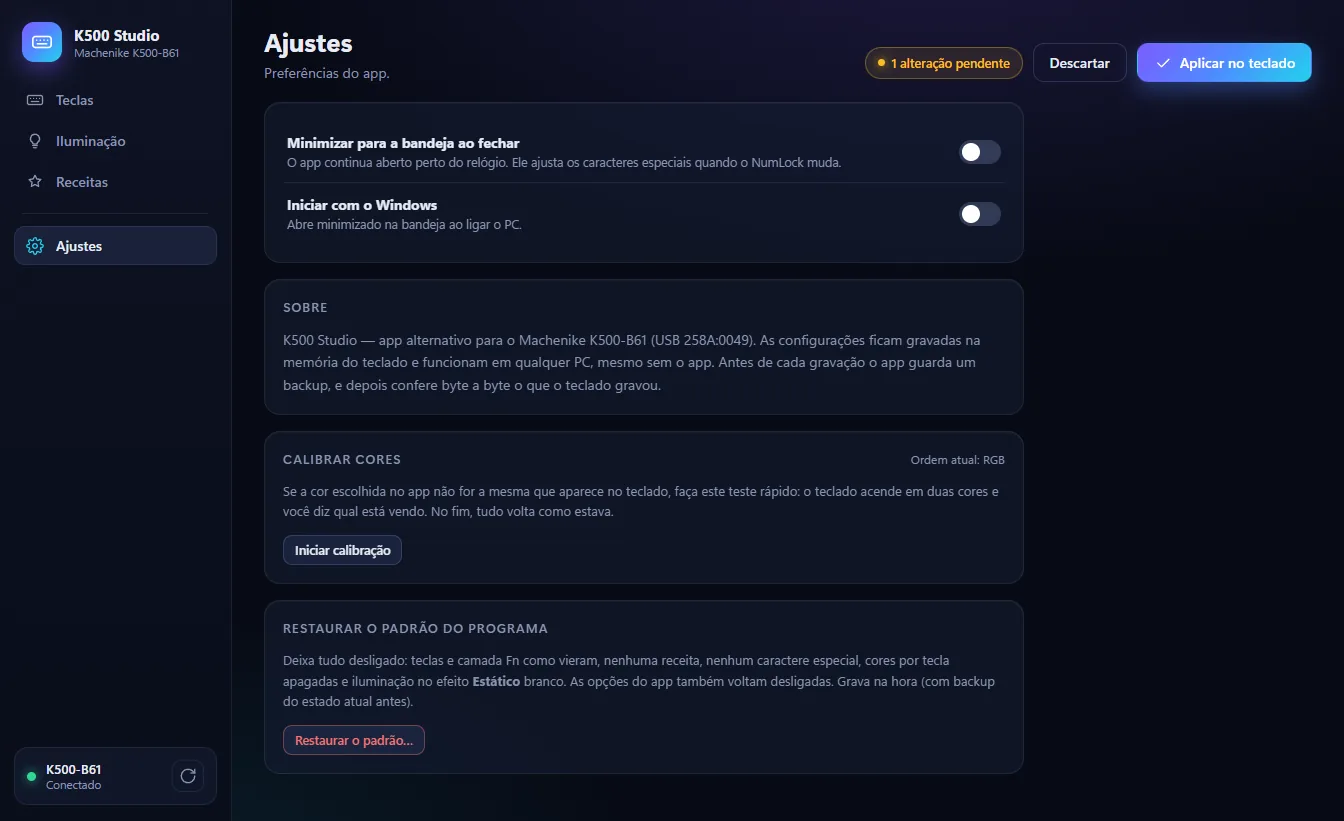 K500 Studio
Machenike K500-B61
Teclas
Iluminação
Receitas
Ajustes
K500-B61
Conectado
Ajustes
Preferências do app.
1 alteração pendente
Descartar
Aplicar no teclado
Minimizar para a bandeja ao fechar
O app continua aberto perto do relógio. Ele ajusta os caracteres especiais quando o NumLock muda.
Iniciar com o Windows
Abre minimizado na bandeja ao ligar o PC.
SOBRE
K500 Studio — app alternativo para o Machenike K500-B61 (USB 258A:0049). As configurações ficam gravadas na
memória do teclado e funcionam em qualquer PC, mesmo sem o app. Antes de cada gravação o app guarda um
backup, e depois confere byte a byte o que o teclado gravou.
CALIBRAR CORES
Ordem atual: RGB
Se a cor escolhida no app não for a mesma que aparece no teclado, faça este teste rápido: o teclado acende em duas cores e
você diz qual está vendo. No fim, tudo volta como estava.
Iniciar calibração
RESTAURAR O PADRÃO DO PROGRAMA
Deixa tudo desligado: teclas e camada Fn como vieram, nenhuma receita, nenhum caractere especial, cores por tecla
apagadas e iluminação no efeito Estático branco. As opções do app também voltam desligadas. Grava na hora (com backup
do estado atual antes).
Restaurar o padrão...